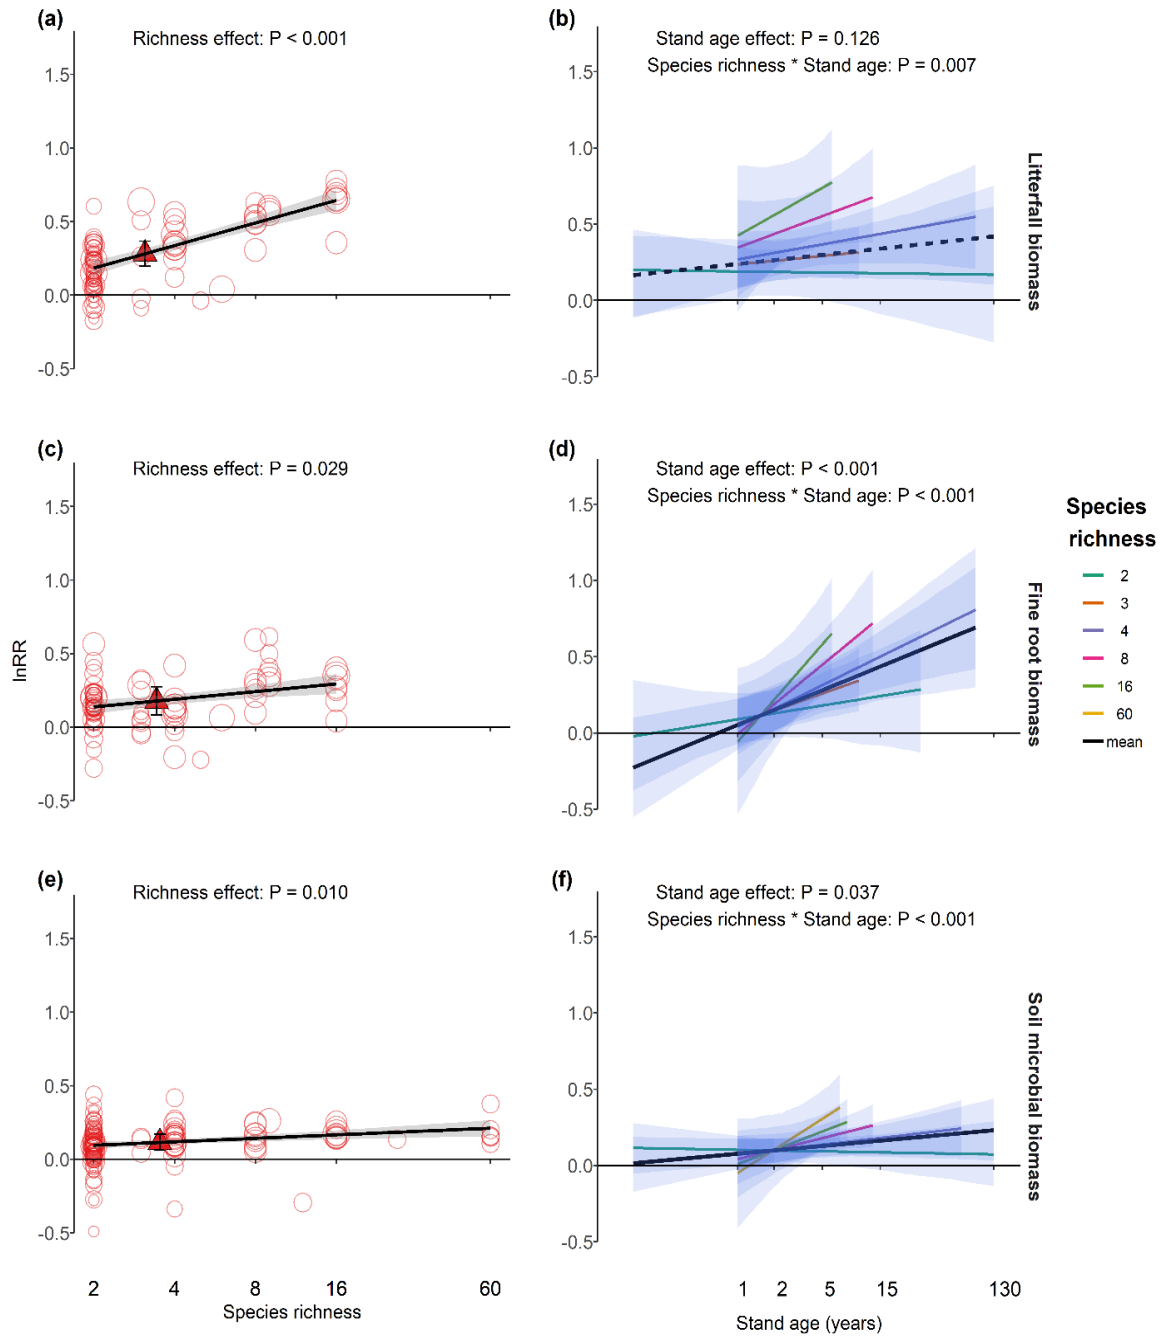 (a)
Richness effect: P < 0.001
1.5
1.0
0.5
0.0
-0.5
(b)
Stand age effect: P = 0.126
Species richness * Stand age: P = 0.007
1.5
1.0
0.5
0.0
-0.5
Litterfall biomass
(c)
Richness effect: P = 0.029
1.5
1.0
0.5
0.0
-0.5
lnRR
(d)
Stand age effect: P < 0.001
Species richness * Stand age: P < 0.001
1.5
1.0
0.5
0.0
-0.5
Fine root biomass
Species
richness
2
3
4
8
16
60
mean
(e)
Richness effect: P = 0.010
1.5
1.0
0.5
0.0
-0.5
2 4 8 16 60
Species richness
(f)
Stand age effect: P = 0.037
Species richness * Stand age: P < 0.001
1.5
1.0
0.5
0.0
-0.5
Soil microbial biomass
1 2 5 15 130
Stand age (years)